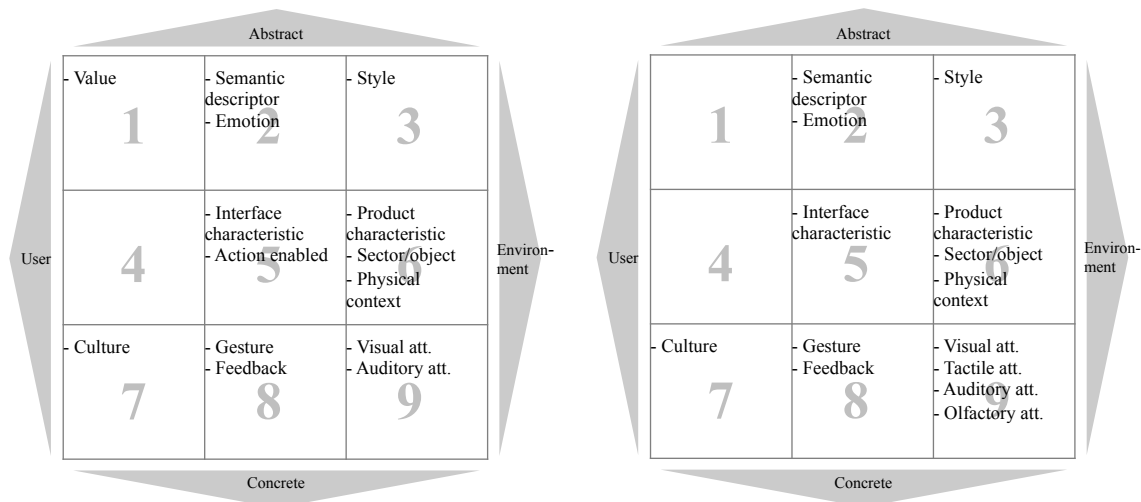 Abstract
- Value
1
- Semantic
descriptor
- Emotion
2
- Style
3
User
4
- Interface
characteristic
- Action enabled
5
- Product
characteristic
- Sector/object
- Physical
context
6
Environ-
ment
- Culture
7
- Gesture
- Feedback
8
- Visual att.
- Auditory att.
9
Concrete
Abstract
1
- Semantic
descriptor
- Emotion
2
- Style
3
User
4
- Interface
characteristic
5
- Product
characteristic
- Sector/object
- Physical
context
6
Environ-
ment
- Culture
7
- Gesture
- Feedback
8
- Visual att.
- Tactile att.
- Auditory att.
- Olfactory att.
9
Concrete